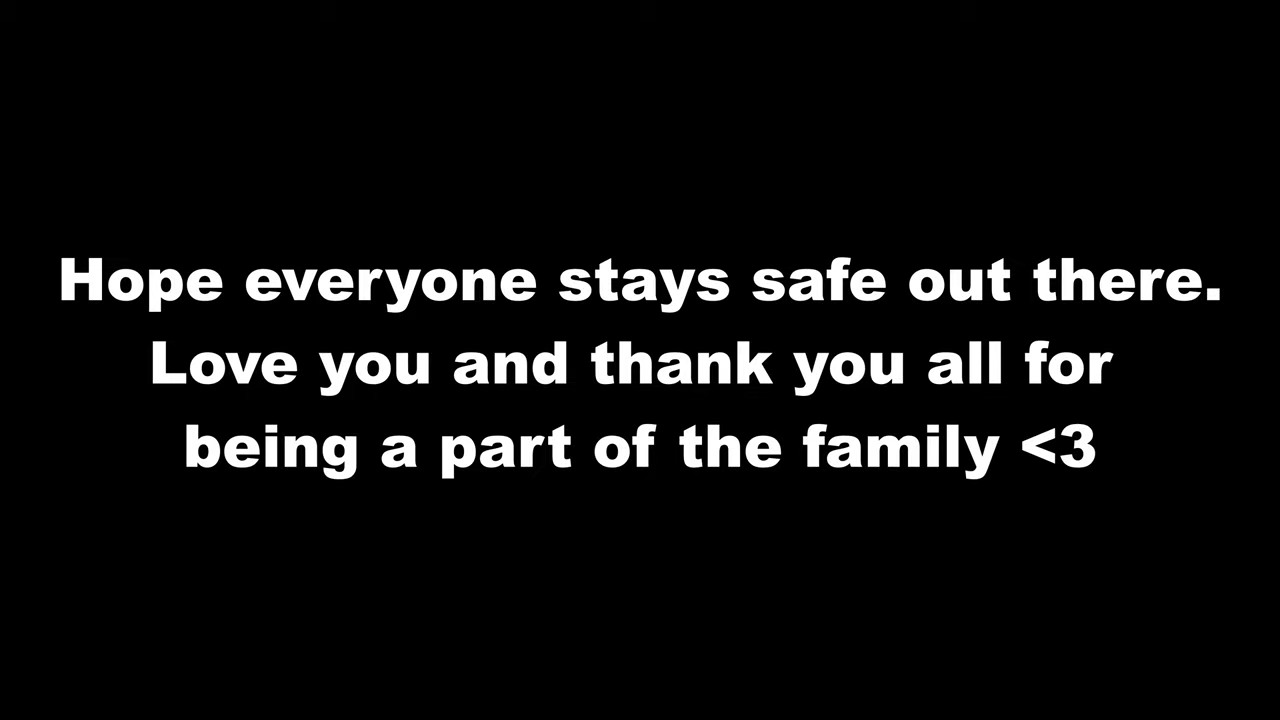 Hope everyone stays safe out there.
Love you and thank you all for
being a part of the family <3